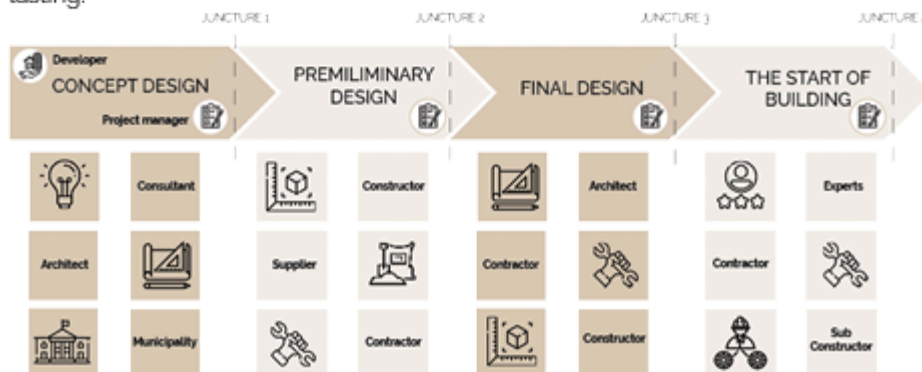 JUNCTURE 1 JUNCTURE 2 JUNCTURE 3 JUNCTURE
Developer
CONCEPT DESIGN
Project manager
PREMILIMINARY
DESIGN
FINAL DESIGN
THE START OF
BUILDING
Consultant Constructor Architect Experts
Architect Supplier Contractor Contractor
Municipality Contractor Constructor Sub
Constructor